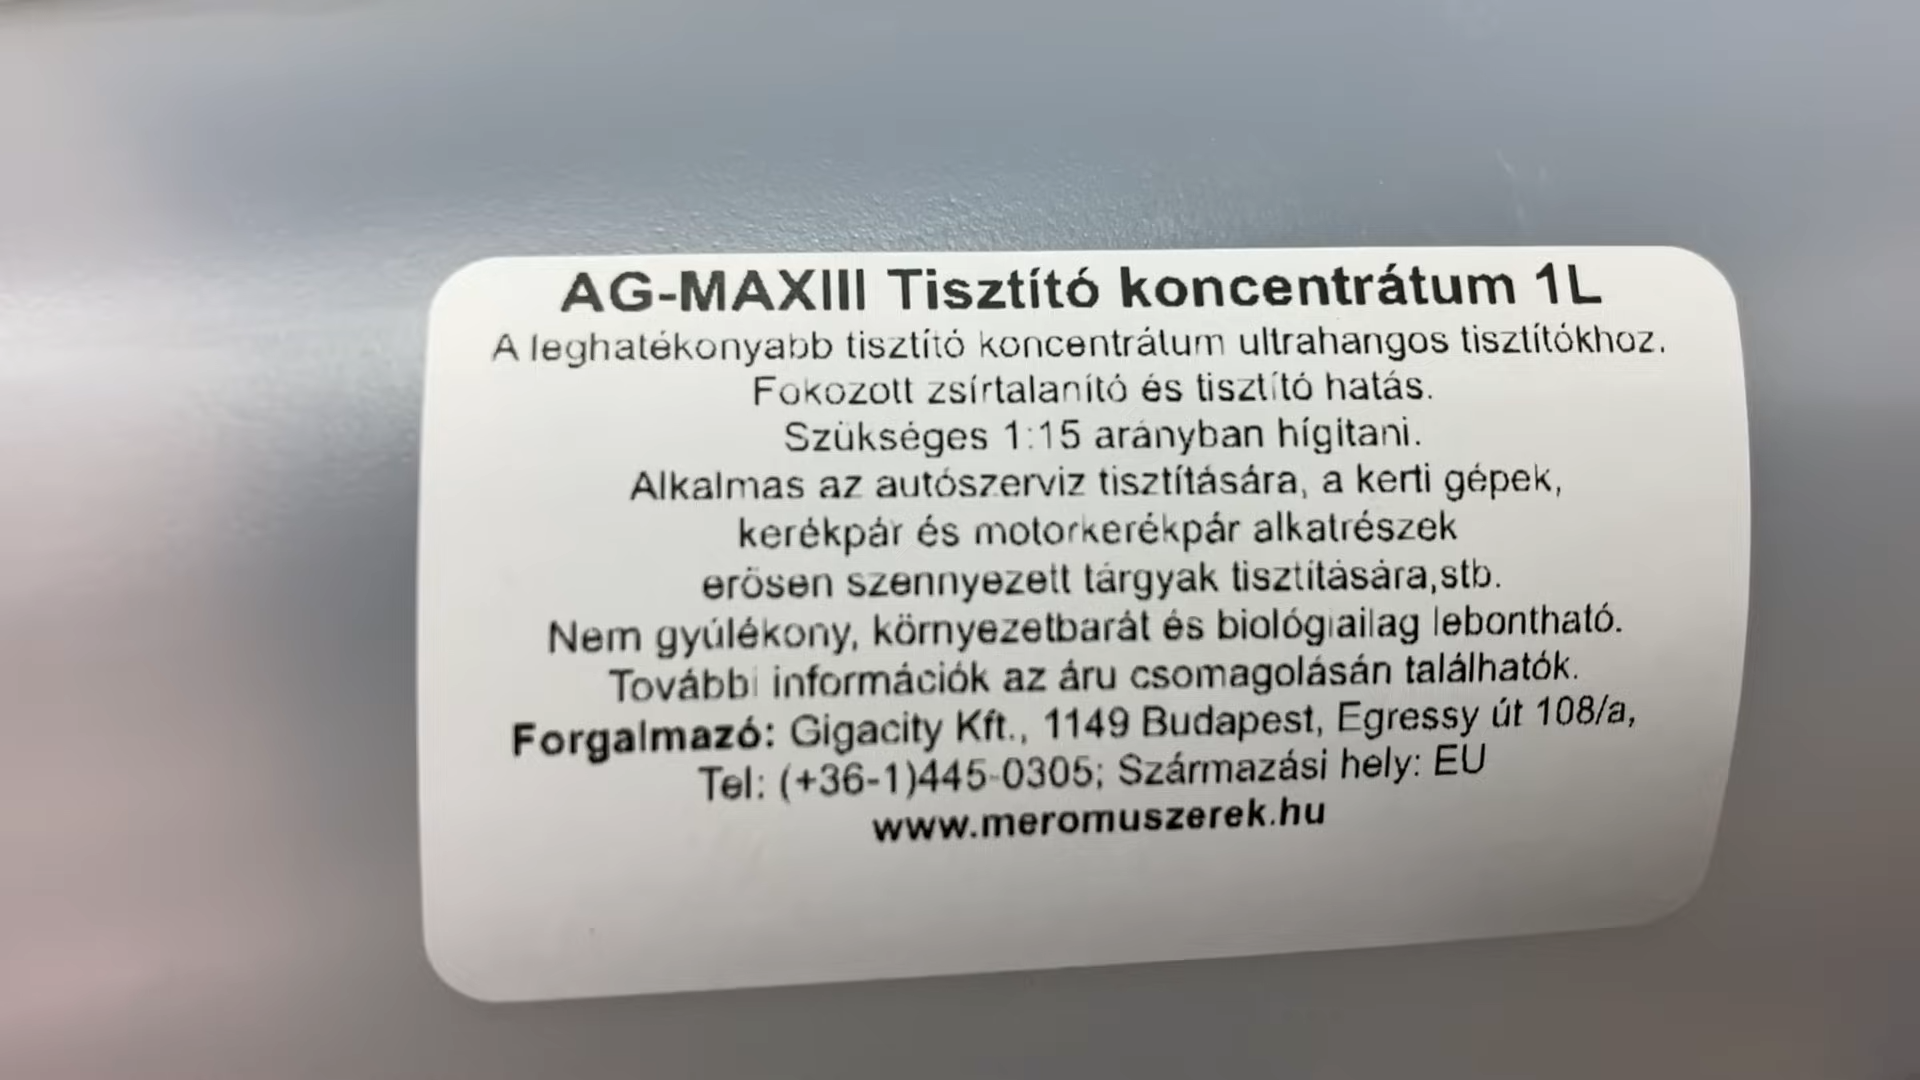 AG-MAXIII Tisztító koncentrátum 1L
A leghatékonyabb tisztító koncentrátum ultrahangos tisztítókhoz.
Fokozott zsírtalanító és tisztító hatás.
Szükséges 1:15 arányban hígitani.
Alkalmas az autószerviz tisztítására, a kerti gépek,
kerékpár és motorkerékpár alkatrészek
erösen szennyezett tárgyak tisztítására,stb.
Nem gyúlékony, környezetbarát és biológiailag lebontható.
További információk az áru csomagolásán találhatók.
Forgalmazó: Gigacity Kft., 1149 Budapest, Egressy út 108/a,
Tel: (+36-1)445-0305; Származási hely: EU
www.meromuszerek.hu